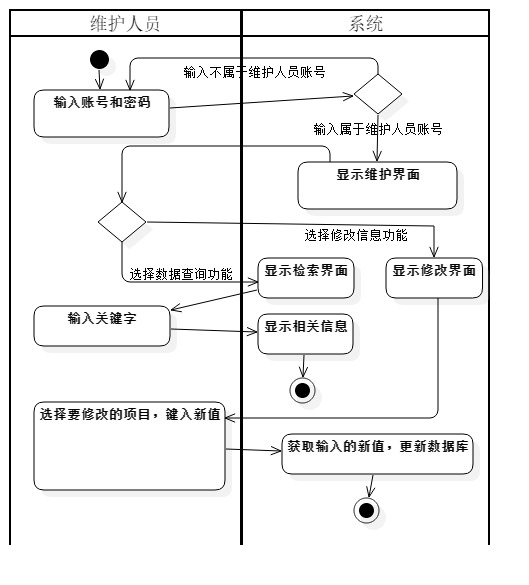 维护人员
系统
输入不属于维护人员账号
输入账号和密码
输入属于维护人员账号
显示维护界面
选择修改信息功能
选择数据查询功能
显示检索界面
显示修改界面
输入关键字
显示相关信息
选择要修改的项目，键入新值
获取输入的新值，更新数据库